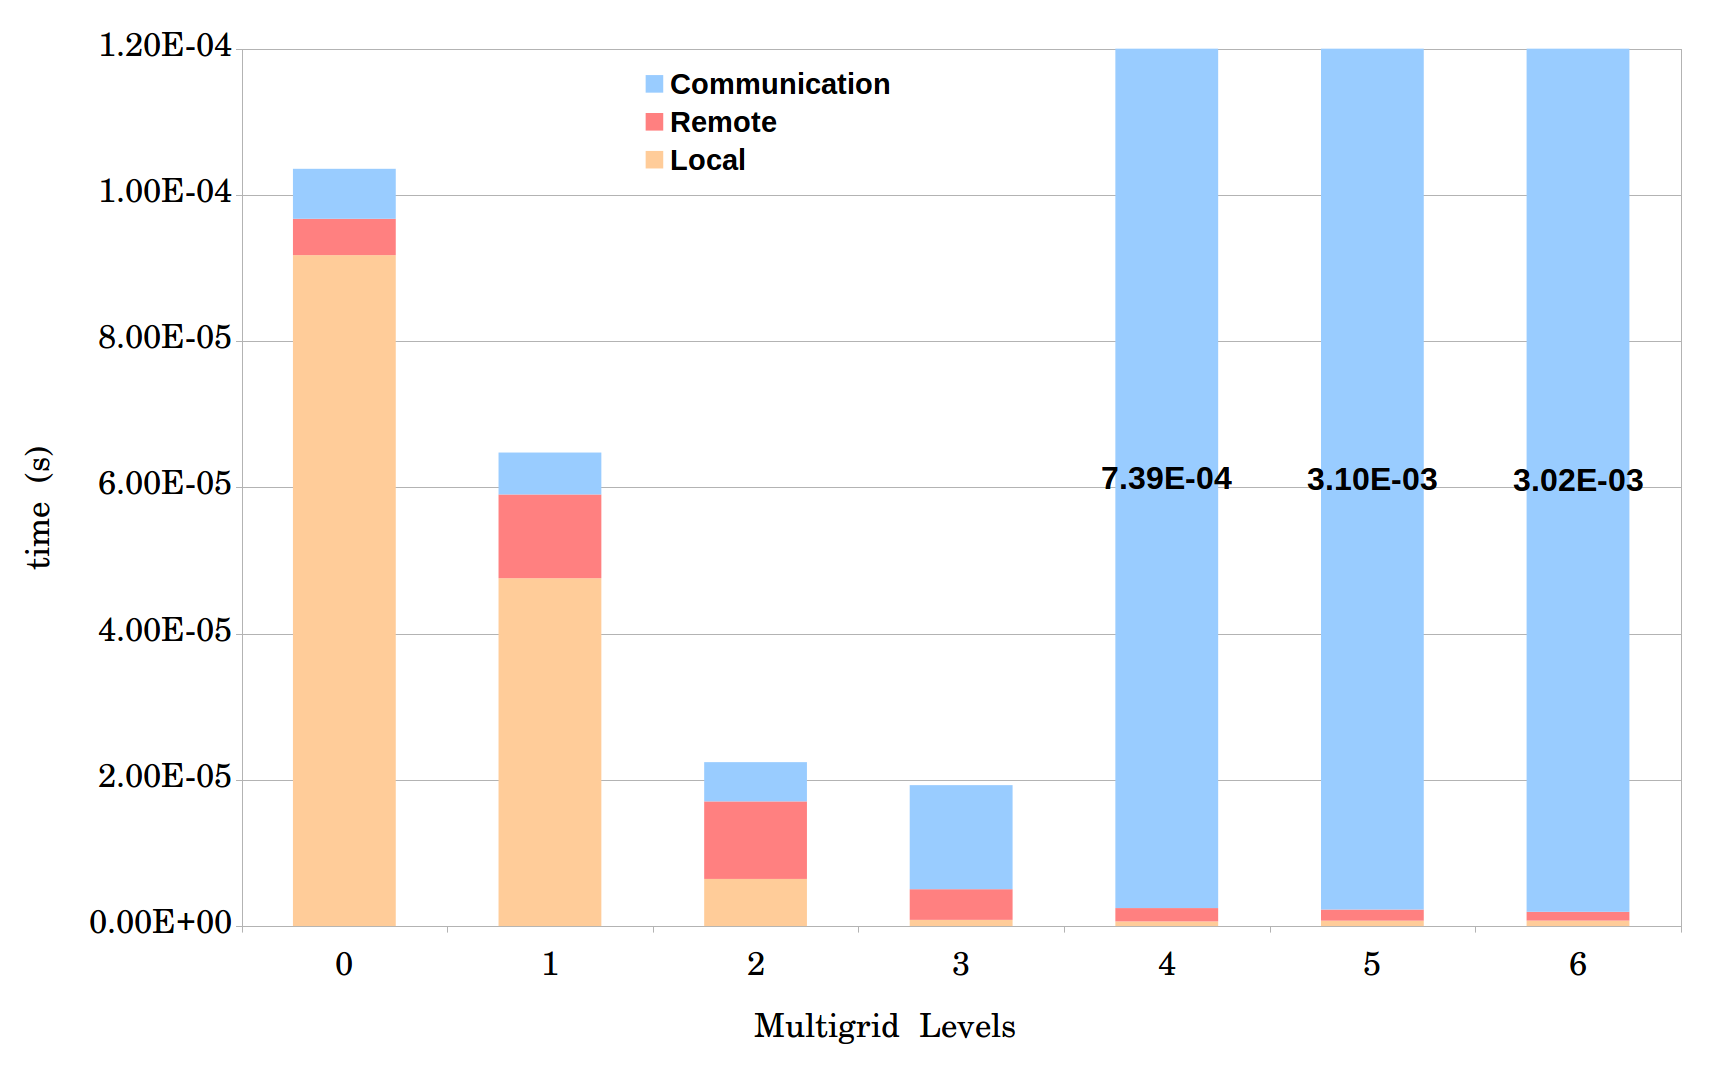 1.20E-04
1.00E-04
8.00E-05
6.00E-05
4.00E-05
2.00E-05
0.00E+00
time (s)
Communication
Remote
Local
7.39E-04
3.10E-03
3.02E-03
0 1 2 3 4 5 6
Multigrid Levels